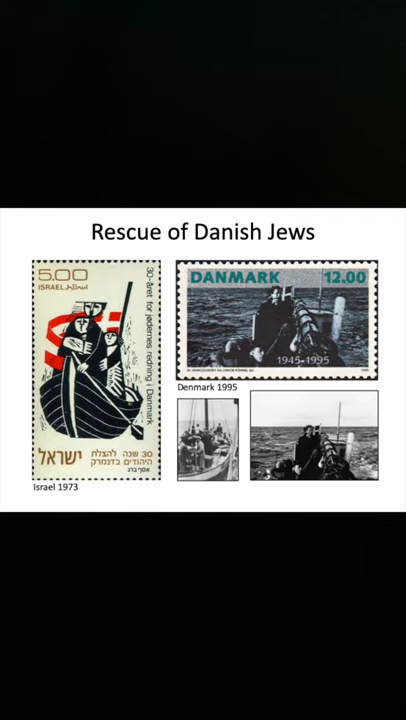 Rescue of Danish Jews
5.00
ISRAEL اسرائيل
30-året for jødernes redning i Danmark
ישראל
30 שנה להצלת
היהודים בדנמרק
Israel 1973
DANMARK 12.00
1945-1995
Denmark 1995